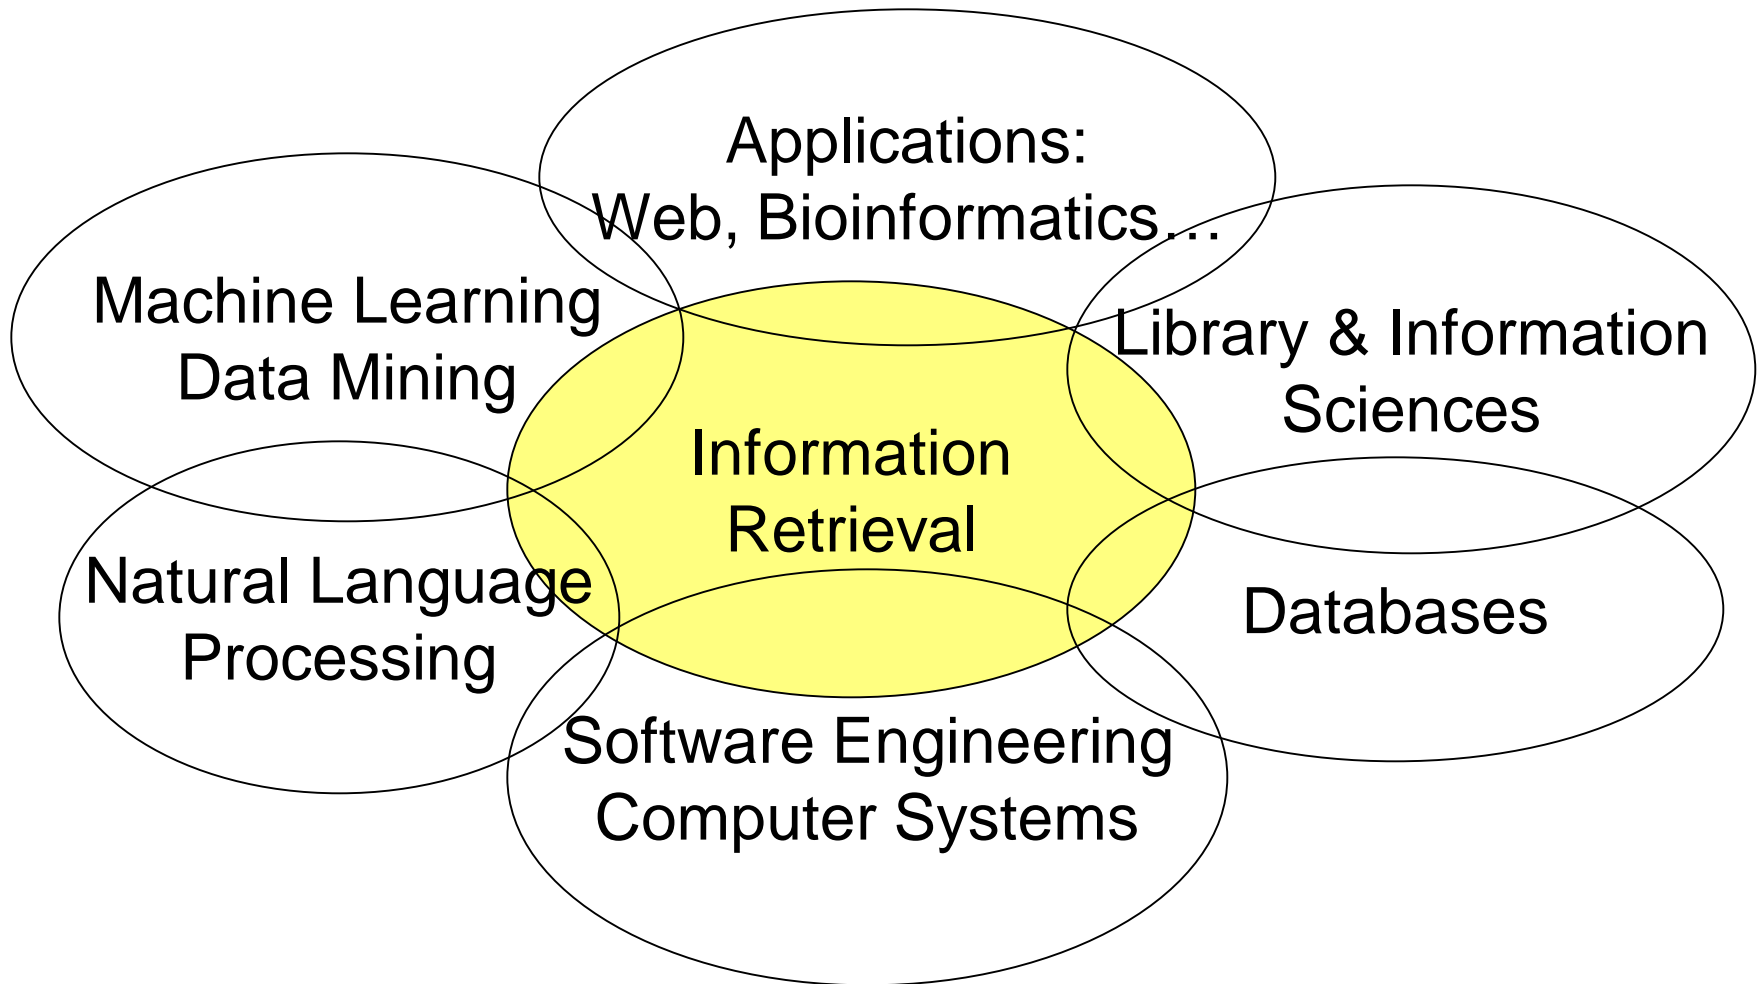 Applications:
Web, Bioinformatics…
Machine Learning
Data Mining
Library & Information
Sciences
Information
Retrieval
Natural Language
Processing
Databases
Software Engineering
Computer Systems